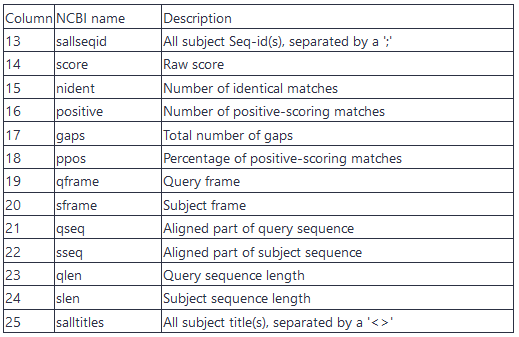 Column NCBI name Description
13 sallseqid All subject Seq-id(s), separated by a ';'
14 score Raw score
15 nident Number of identical matches
16 positive Number of positive-scoring matches
17 gaps Total number of gaps
18 ppos Percentage of positive-scoring matches
19 qframe Query frame
20 sframe Subject frame
21 qseq Aligned part of query sequence
22 sseq Aligned part of subject sequence
23 qlen Query sequence length
24 slen Subject sequence length
25 salltitles All subject title(s), separated by a '<>'